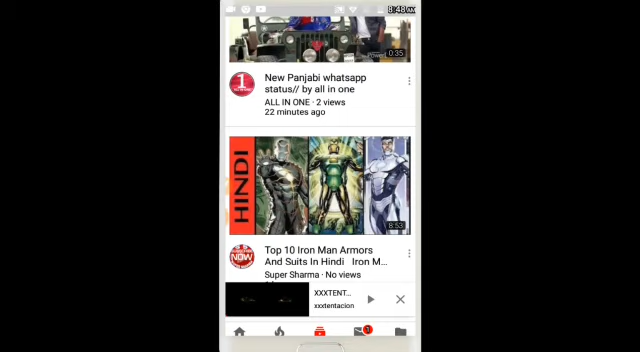 8:48 AM
0:35
1
New Panjabi whatsapp
status// by all in one
ALL IN ONE · 2 views
22 minutes ago
HINDI
8:53
NOW
Top 10 Iron Man Armors
And Suits In Hindi Iron M...
Super Sharma · No views
XXXTENT...
xxxtentacion